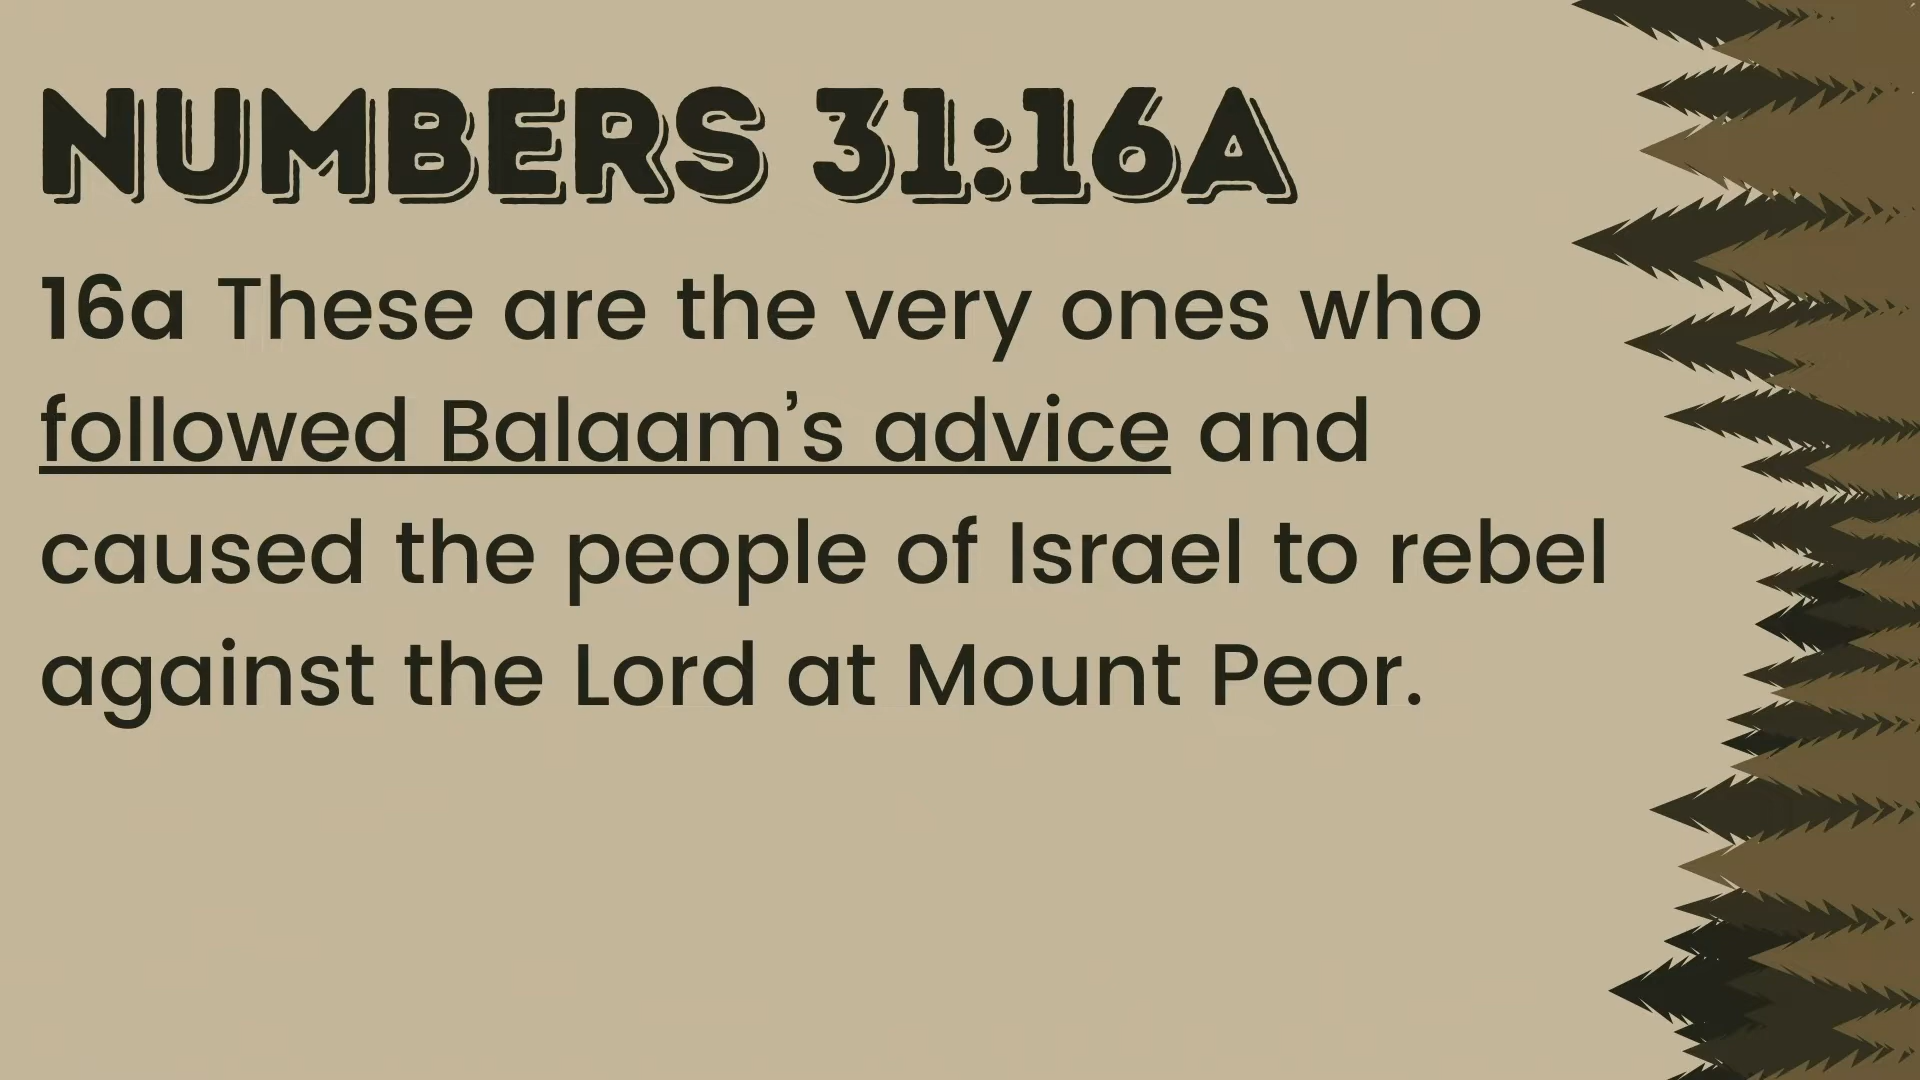 NUMBERS 31:16A
16a These are the very ones who
followed Balaam’s advice and
caused the people of Israel to rebel
against the Lord at Mount Peor.